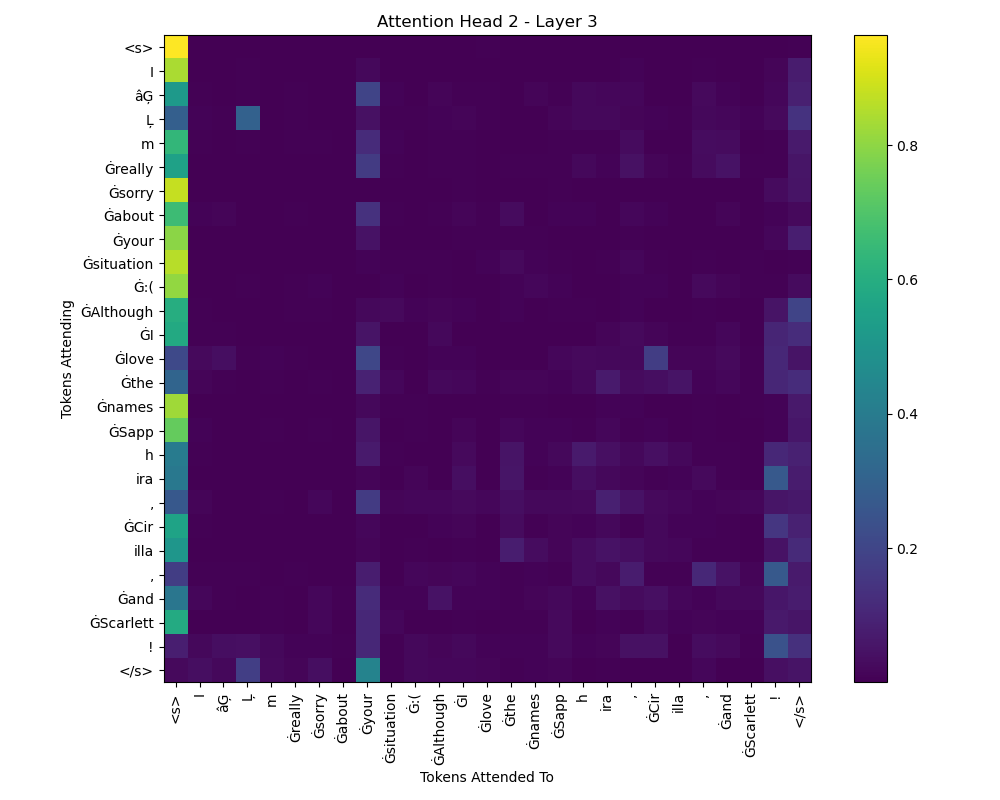 Attention Head 2 - Layer 3
Tokens Attending
<s>
I
âĢ
Ļ
m
Ġreally
Ġsorry
Ġabout
Ġyour
Ġsituation
Ġ:(
ĠAlthough
ĠI
Ġlove
Ġthe
Ġnames
ĠSapp
h
ira
,
ĠCir
illa
,
Ġand
ĠScarlett
!
</s>
<s>
I
âĢ
Ļ
m
Ġreally
Ġsorry
Ġabout
Ġyour
Ġsituation
Ġ:(
ĠAlthough
ĠI
Ġlove
Ġthe
Ġnames
ĠSapp
h
ira
,
ĠCir
illa
,
Ġand
ĠScarlett
!
</s>
Tokens Attended To
0.8
0.6
0.4
0.2